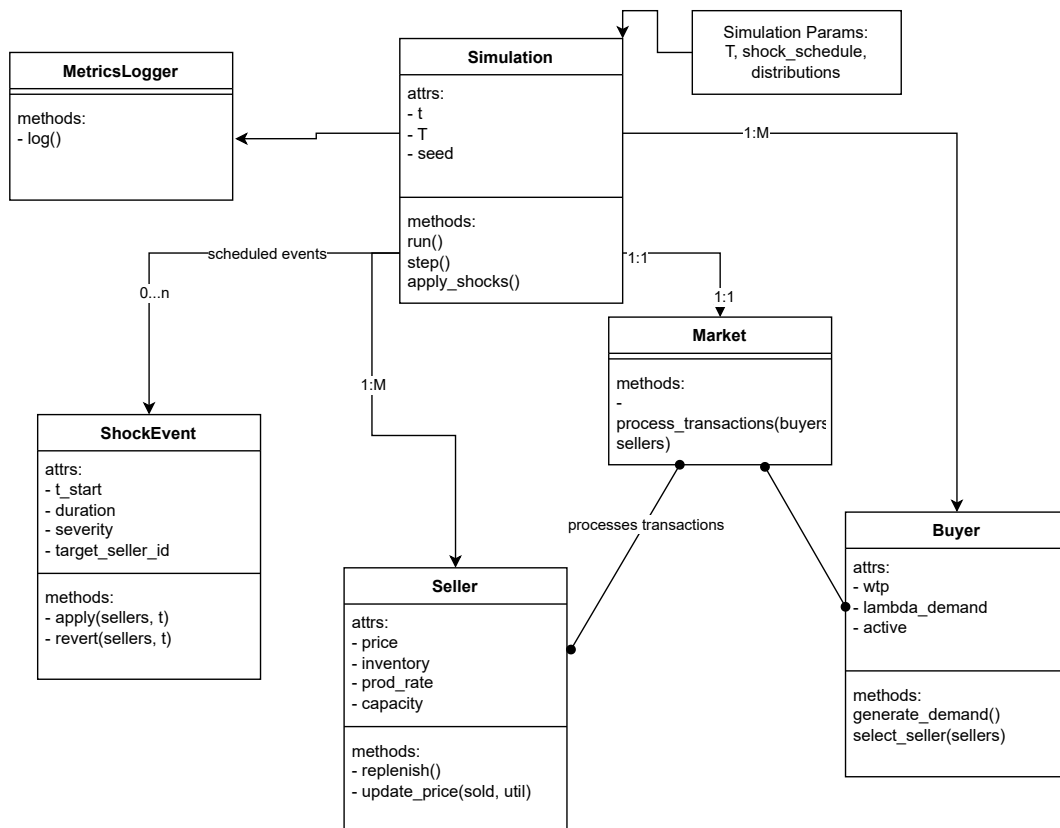 Simulation Params:
T, shock_schedule,
distributions
Simulation
attrs:
- t
- T
- seed
methods:
run()
step()
apply_shocks()
MetricsLogger
methods:
- log()
1:M
scheduled events
0...n
1:1
1:1
1:M
Market
methods:
-
process_transactions(buyers
sellers)
ShockEvent
attrs:
- t_start
- duration
- severity
- target_seller_id
methods:
- apply(sellers, t)
- revert(sellers, t)
processes transactions
Seller
attrs:
- price
- inventory
- prod_rate
- capacity
methods:
- replenish()
- update_price(sold, util)
Buyer
attrs:
- wtp
- lambda_demand
- active
methods:
generate_demand()
select_seller(sellers)